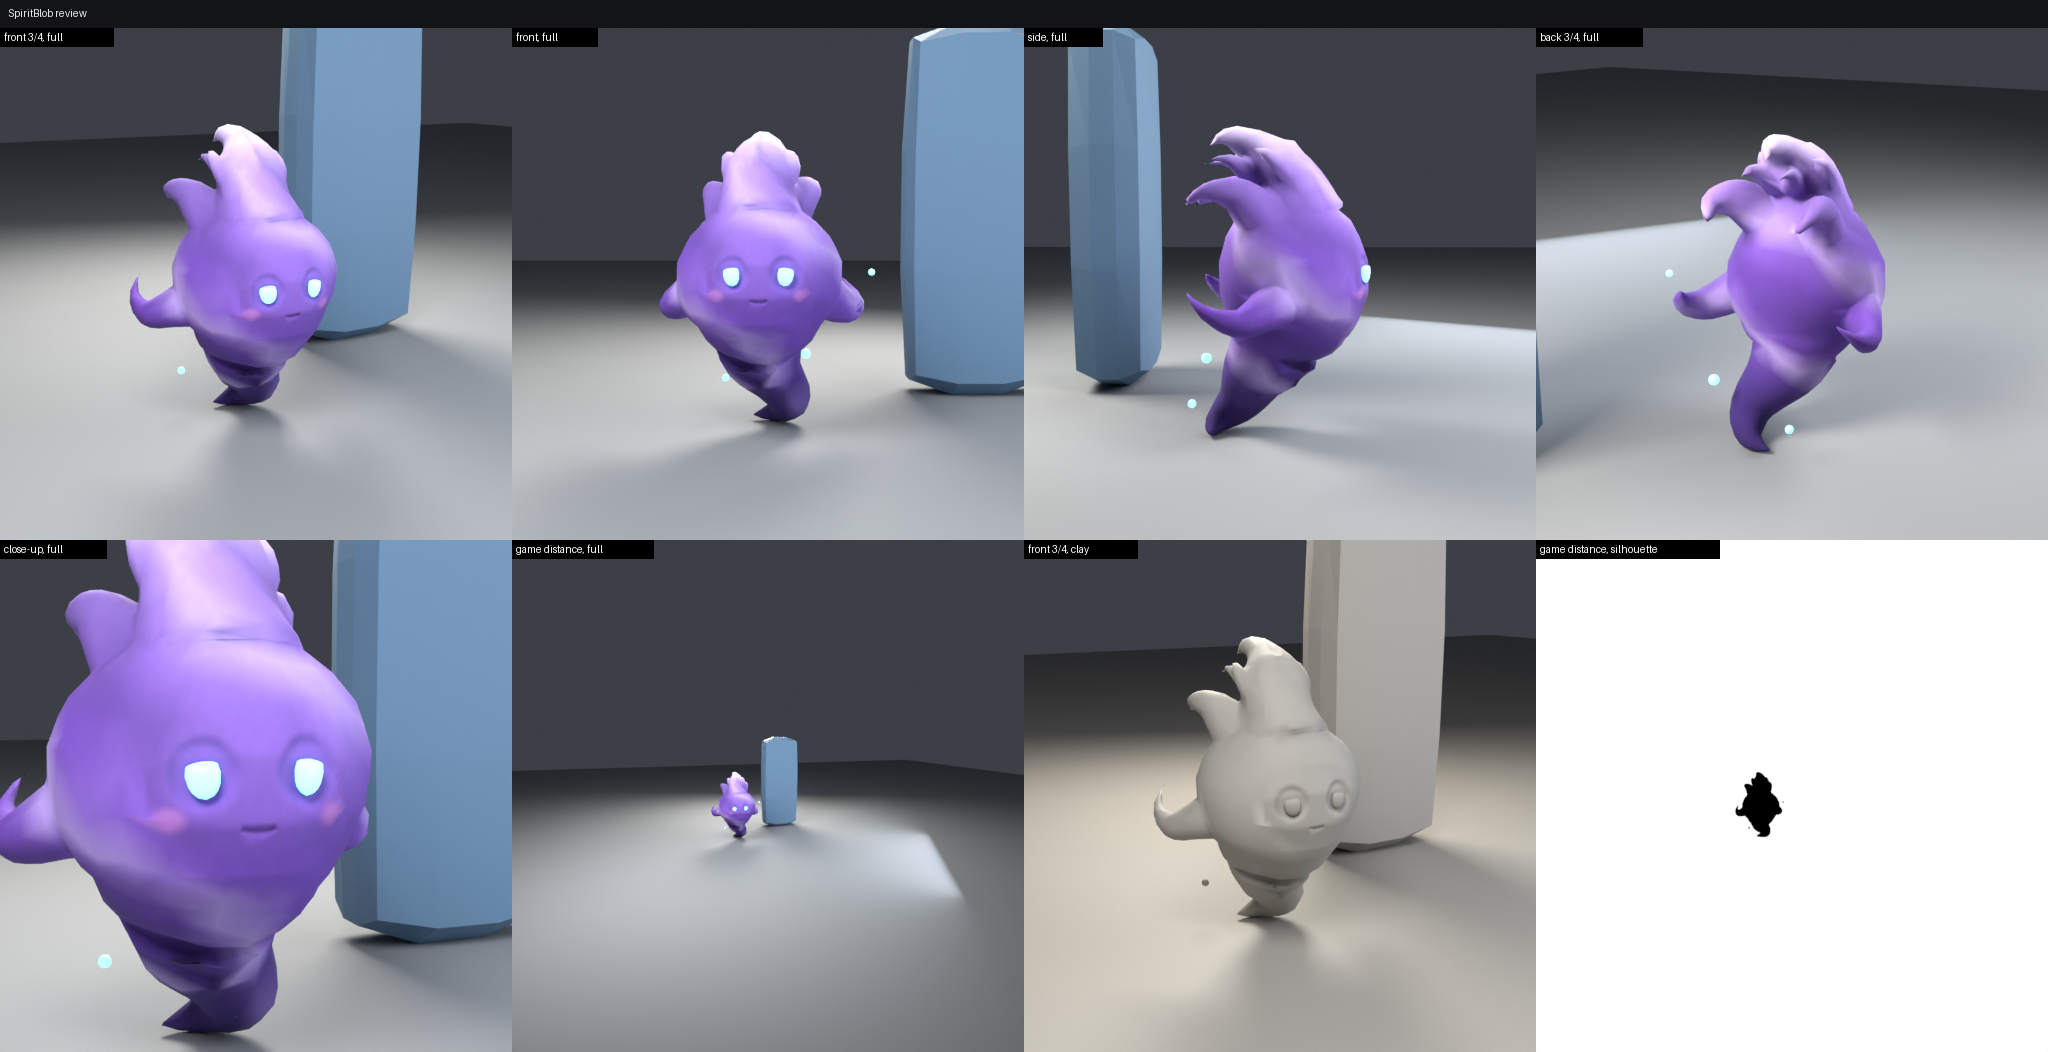 SpiritBlob review
front 3/4, full
front, full
side, full
back 3/4, full
close-up, full
game distance, full
front 3/4, clay
game distance, silhouette